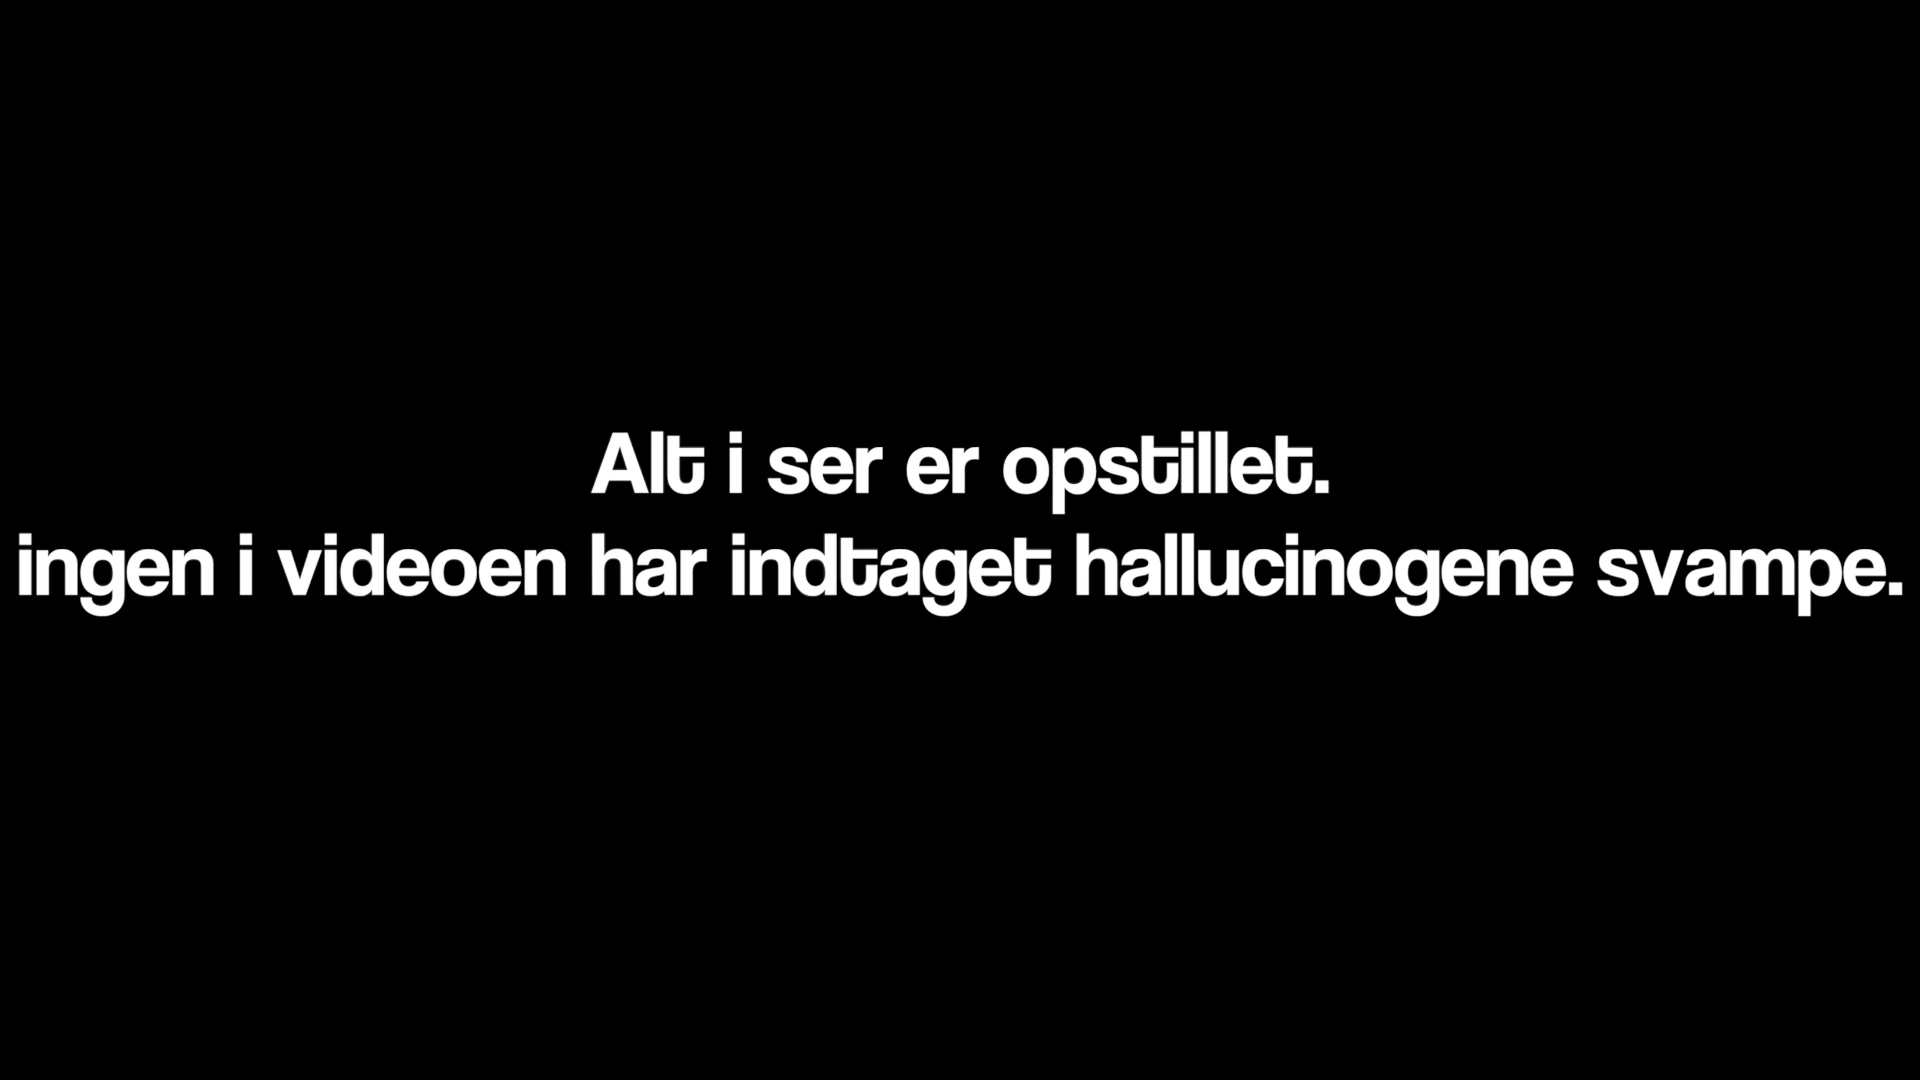 Alt i ser er opstillet.
ingen i videoen har indtaget hallucinogene svampe.